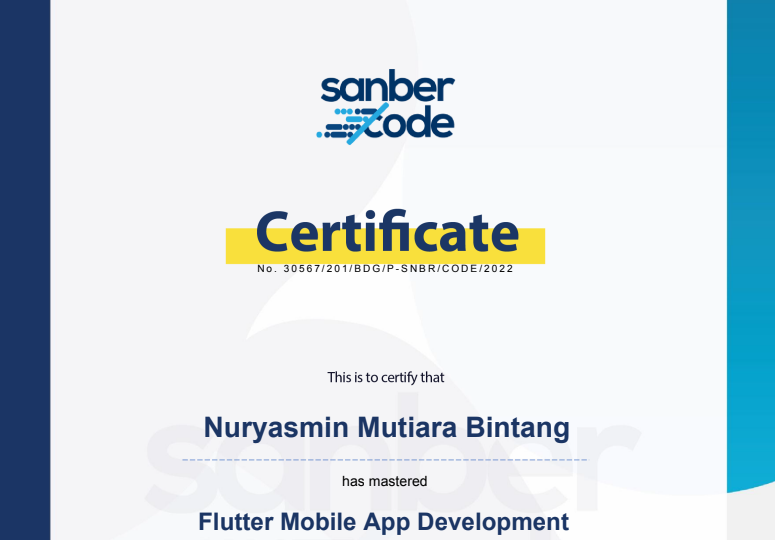 sanber
code
Certificate
No. 30567/201/BDG/P-SNBR/CODE/2022
This is to certify that
Nuryasmin Mutiara Bintang
sanber
has mastered
Flutter Mobile App Development